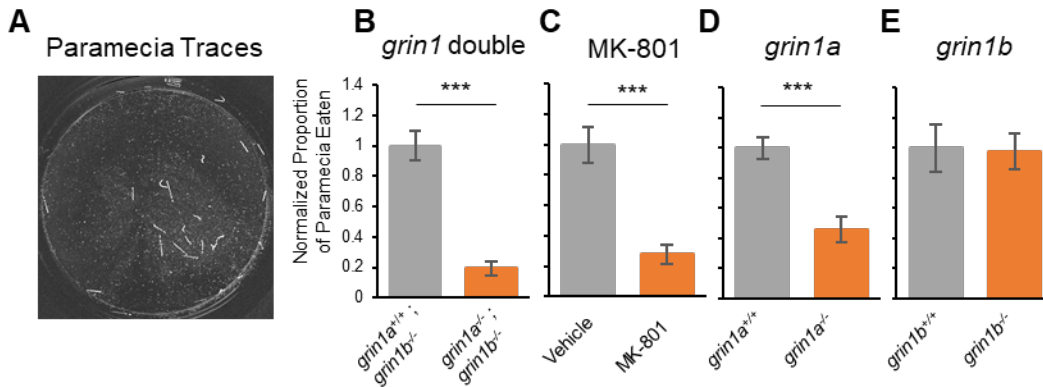 A
Paramecia Traces
B
grin1 double
Normalized Proportion
of Paramecia Eaten
1.4
1.2
1
0.8
0.6
0.4
0.2
0
***
grin1a+/+ ;
grin1b-/-
grin1a-/- ;
grin1b-/-
C
MK-801
***
Vehicle
MK-801
D
grin1a
***
grin1a+/+
grin1a-/-
E
grin1b
grin1b+/+
grin1b-/-